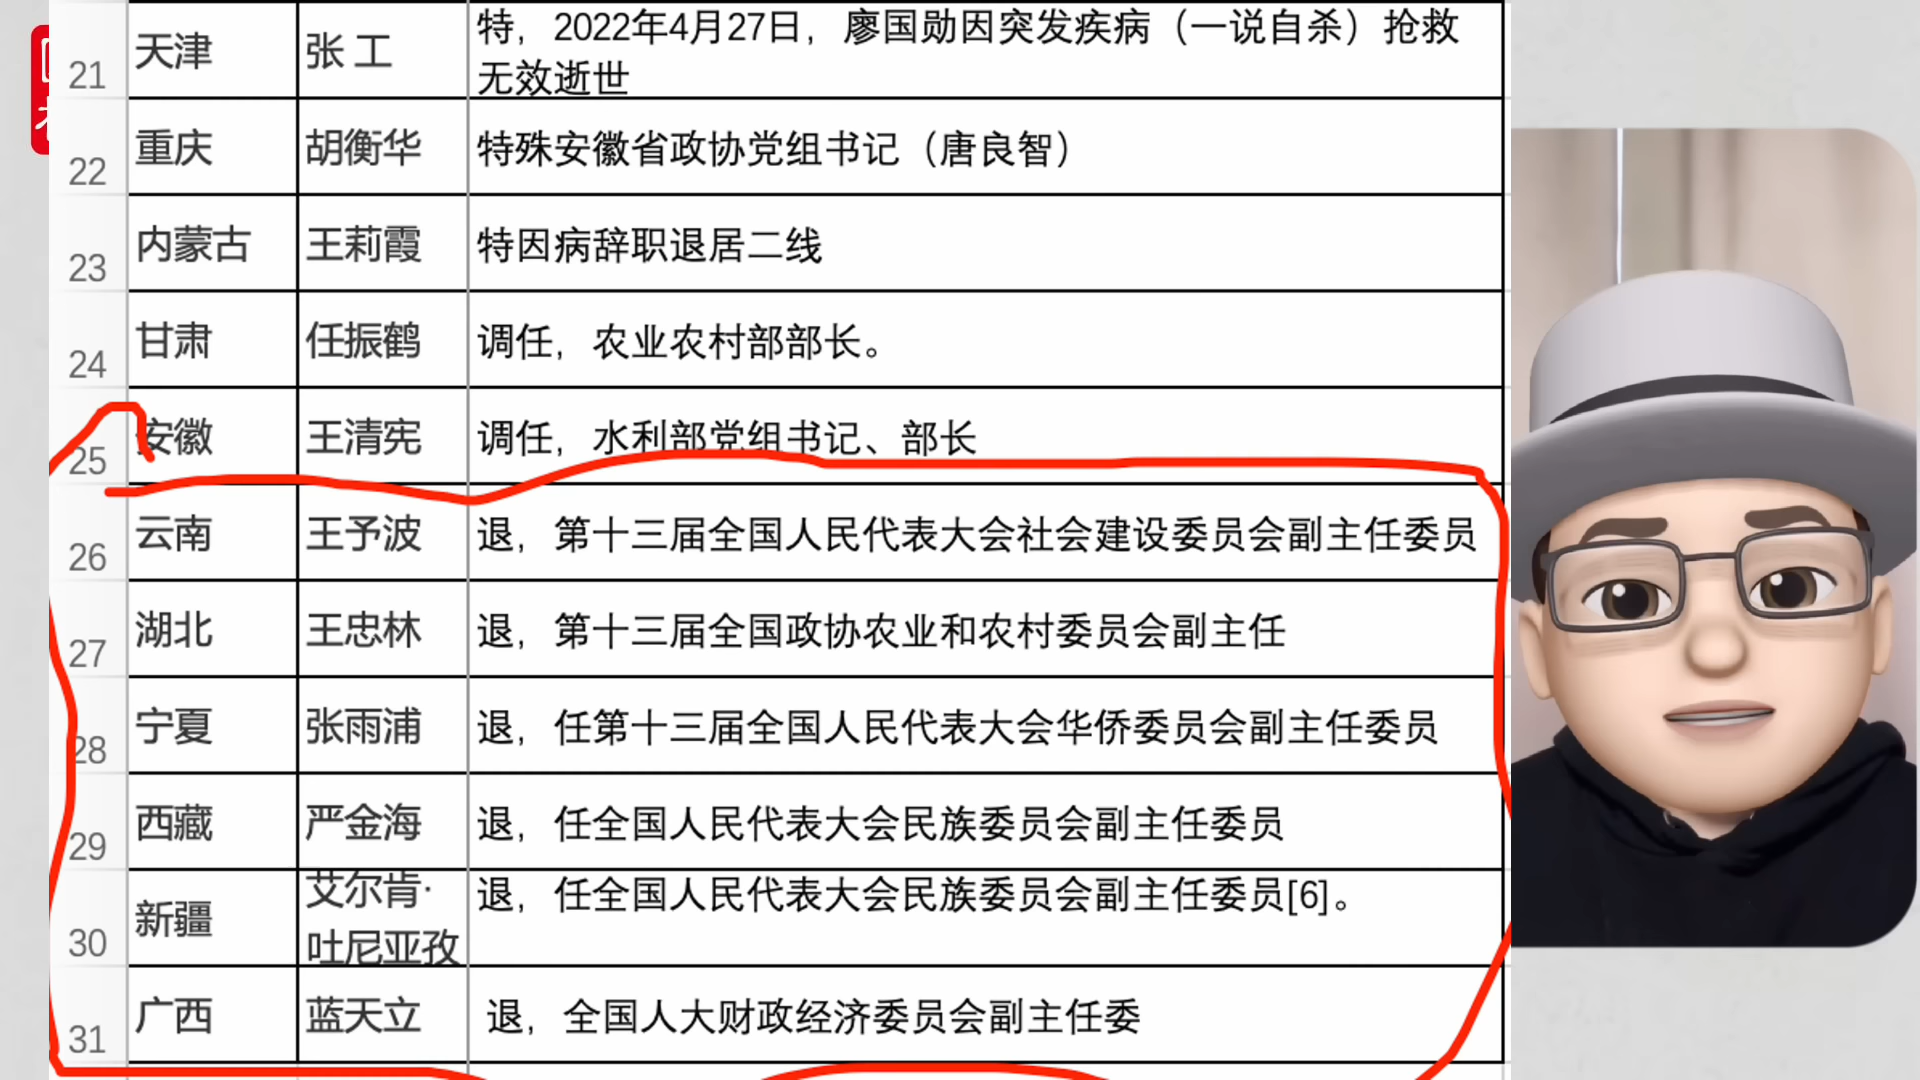 21 天津 张 工 特，2022年4月27日，廖国勋因突发疾病（一说自杀）抢救
无效逝世
22 重庆 胡衡华 特殊安徽省政协党组书记（唐良智）
23 内蒙古 王莉霞 特因病辞职退居二线
24 甘肃 任振鹤 调任，农业农村部部长。
25 安徽 王清宪 调任，水利部党组书记、部长
26 云南 王予波 退，第十三届全国人民代表大会社会建设委员会副主任委员
27 湖北 王忠林 退，第十三届全国政协农业和农村委员会副主任
28 宁夏 张雨浦 退，任第十三届全国人民代表大会华侨委员会副主任委员
29 西藏 严金海 退，任全国人民代表大会民族委员会副主任委员
30 新疆 艾尔肯· 退，任全国人民代表大会民族委员会副主任委员[6]。
吐尼亚孜
31 广西 蓝天立 退，全国人大财政经济委员会副主任委